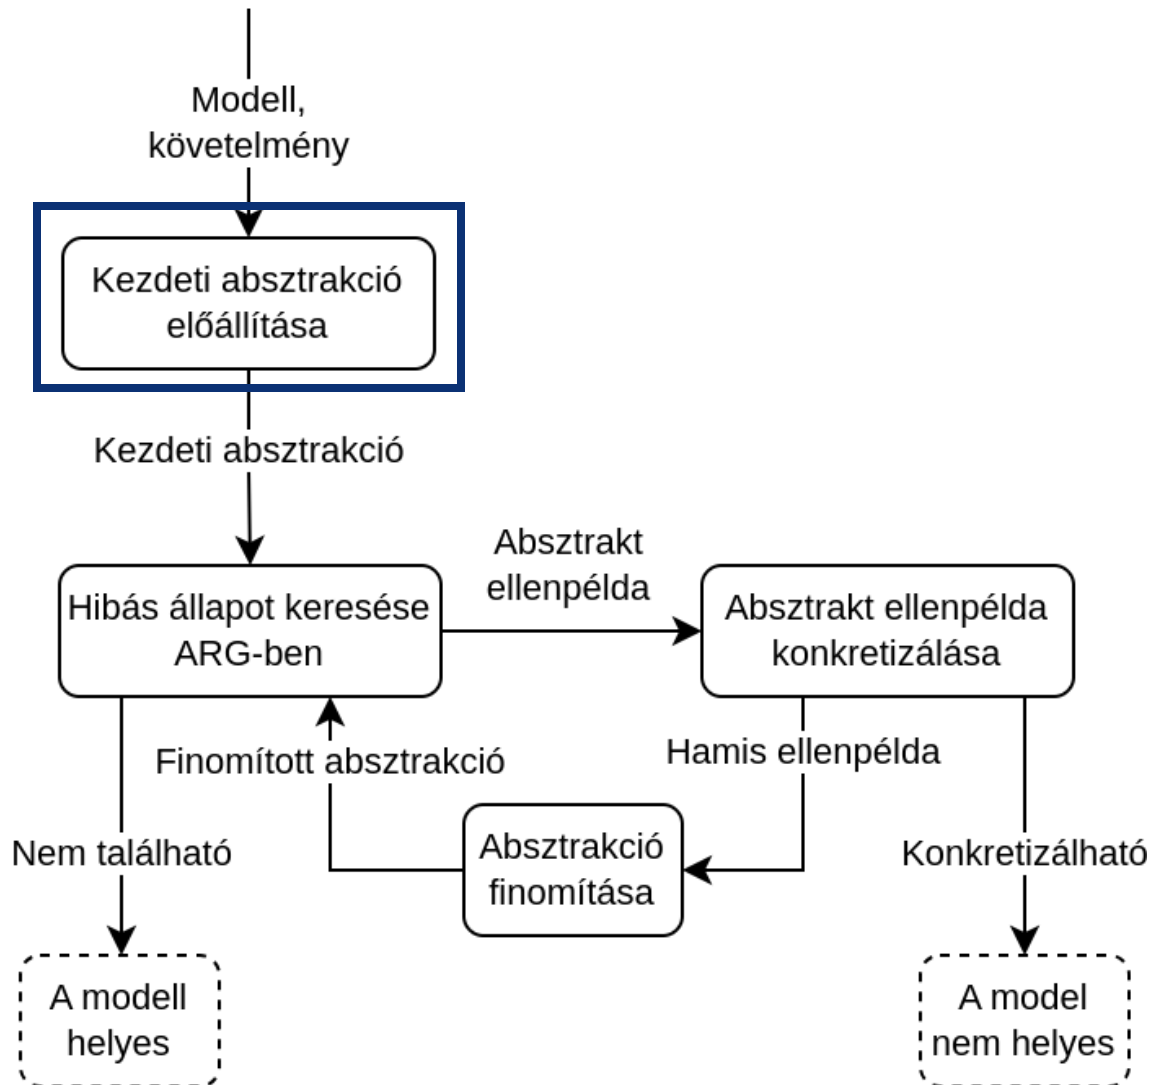 Modell,
követelmény
Kezdeti absztrakció
előállítása
Kezdeti absztrakció
Absztrakt
ellenpélda
Hibás állapot keresése
ARG-ben
Absztrakt ellenpélda
konkretizálása
Finomított absztrakció
Hamis ellenpélda
Absztrakció
finomítása
Nem található
Konkretizálható
A modell
helyes
A model
nem helyes